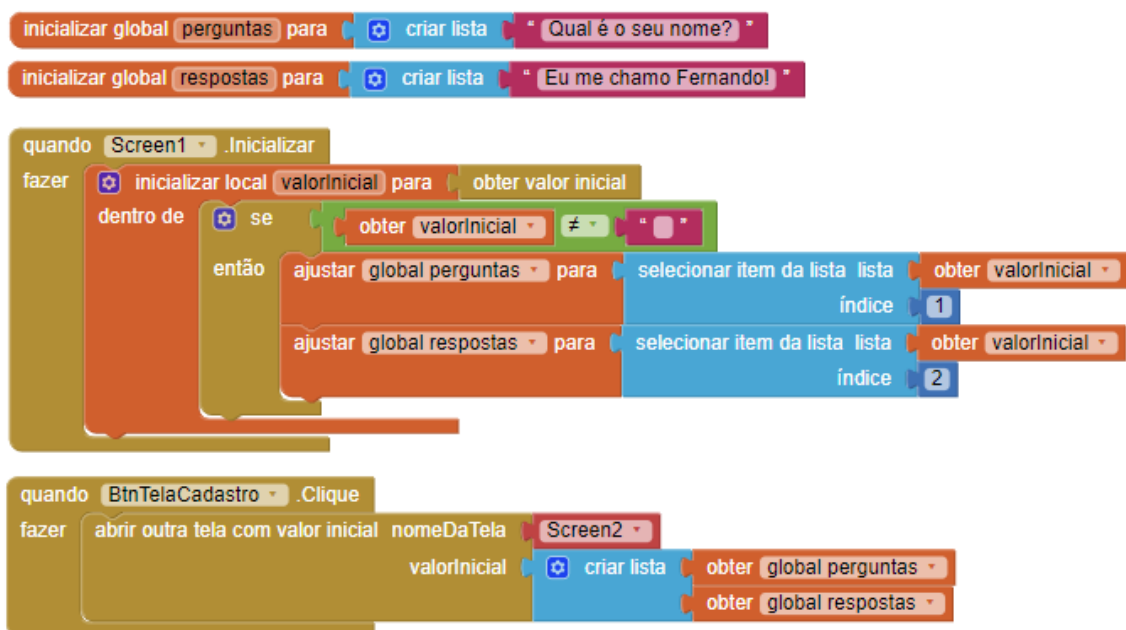 inicializar global perguntas para criar lista " Qual é o seu nome? "
inicializar global respostas para criar lista " Eu me chamo Fernando! "
quando Screen1 .Inicializar
fazer inicializar local valorInicial para obter valor inicial
dentro de se obter valorInicial ≠ " "
então ajustar global perguntas para selecionar item da lista lista obter valorInicial
índice 1
ajustar global respostas para selecionar item da lista lista obter valorInicial
índice 2
quando BtnTelaCadastro .Clique
fazer abrir outra tela com valor inicial nomeDaTela Screen2
valorInicial criar lista obter global perguntas
obter global respostas